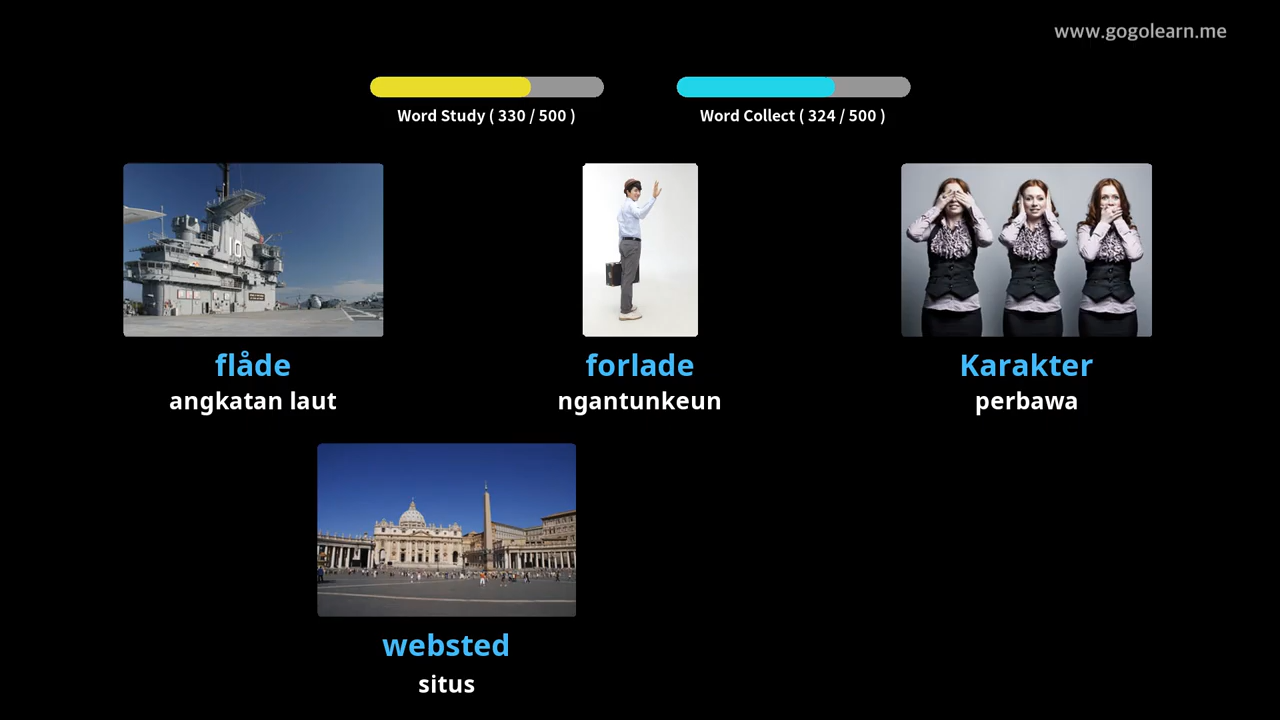 www.gogolearn.me
Word Study ( 330 / 500 )
Word Collect ( 324 / 500 )
10
flåde
angkatan laut
forlade
ngantunkeun
Karakter
perbawa
websted
situs